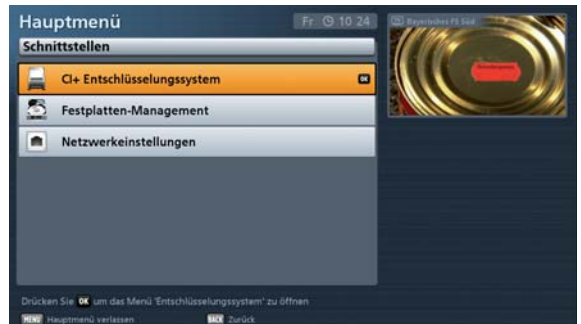 Hauptmenü
Fr 10 24
Bayerisches FS Süd
Schnittstellen
CI+ Entschlüsselungssystem OK
Festplatten-Management
Netzwerkeinstellungen
Drücken Sie OK um das Menü 'Entschlüsselungssystem' zu öffnen
MENU Hauptmenü verlassen BACK Zurück